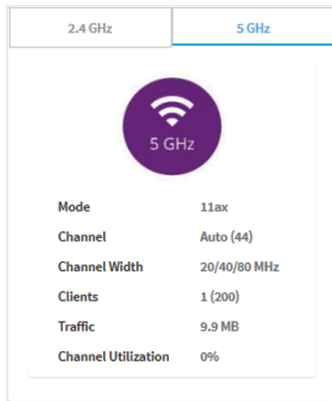 2.4 GHz 5 GHz
5 GHz
Mode 11ax
Channel Auto (44)
Channel Width 20/40/80 MHz
Clients 1 (200)
Traffic 9.9 MB
Channel Utilization 0%